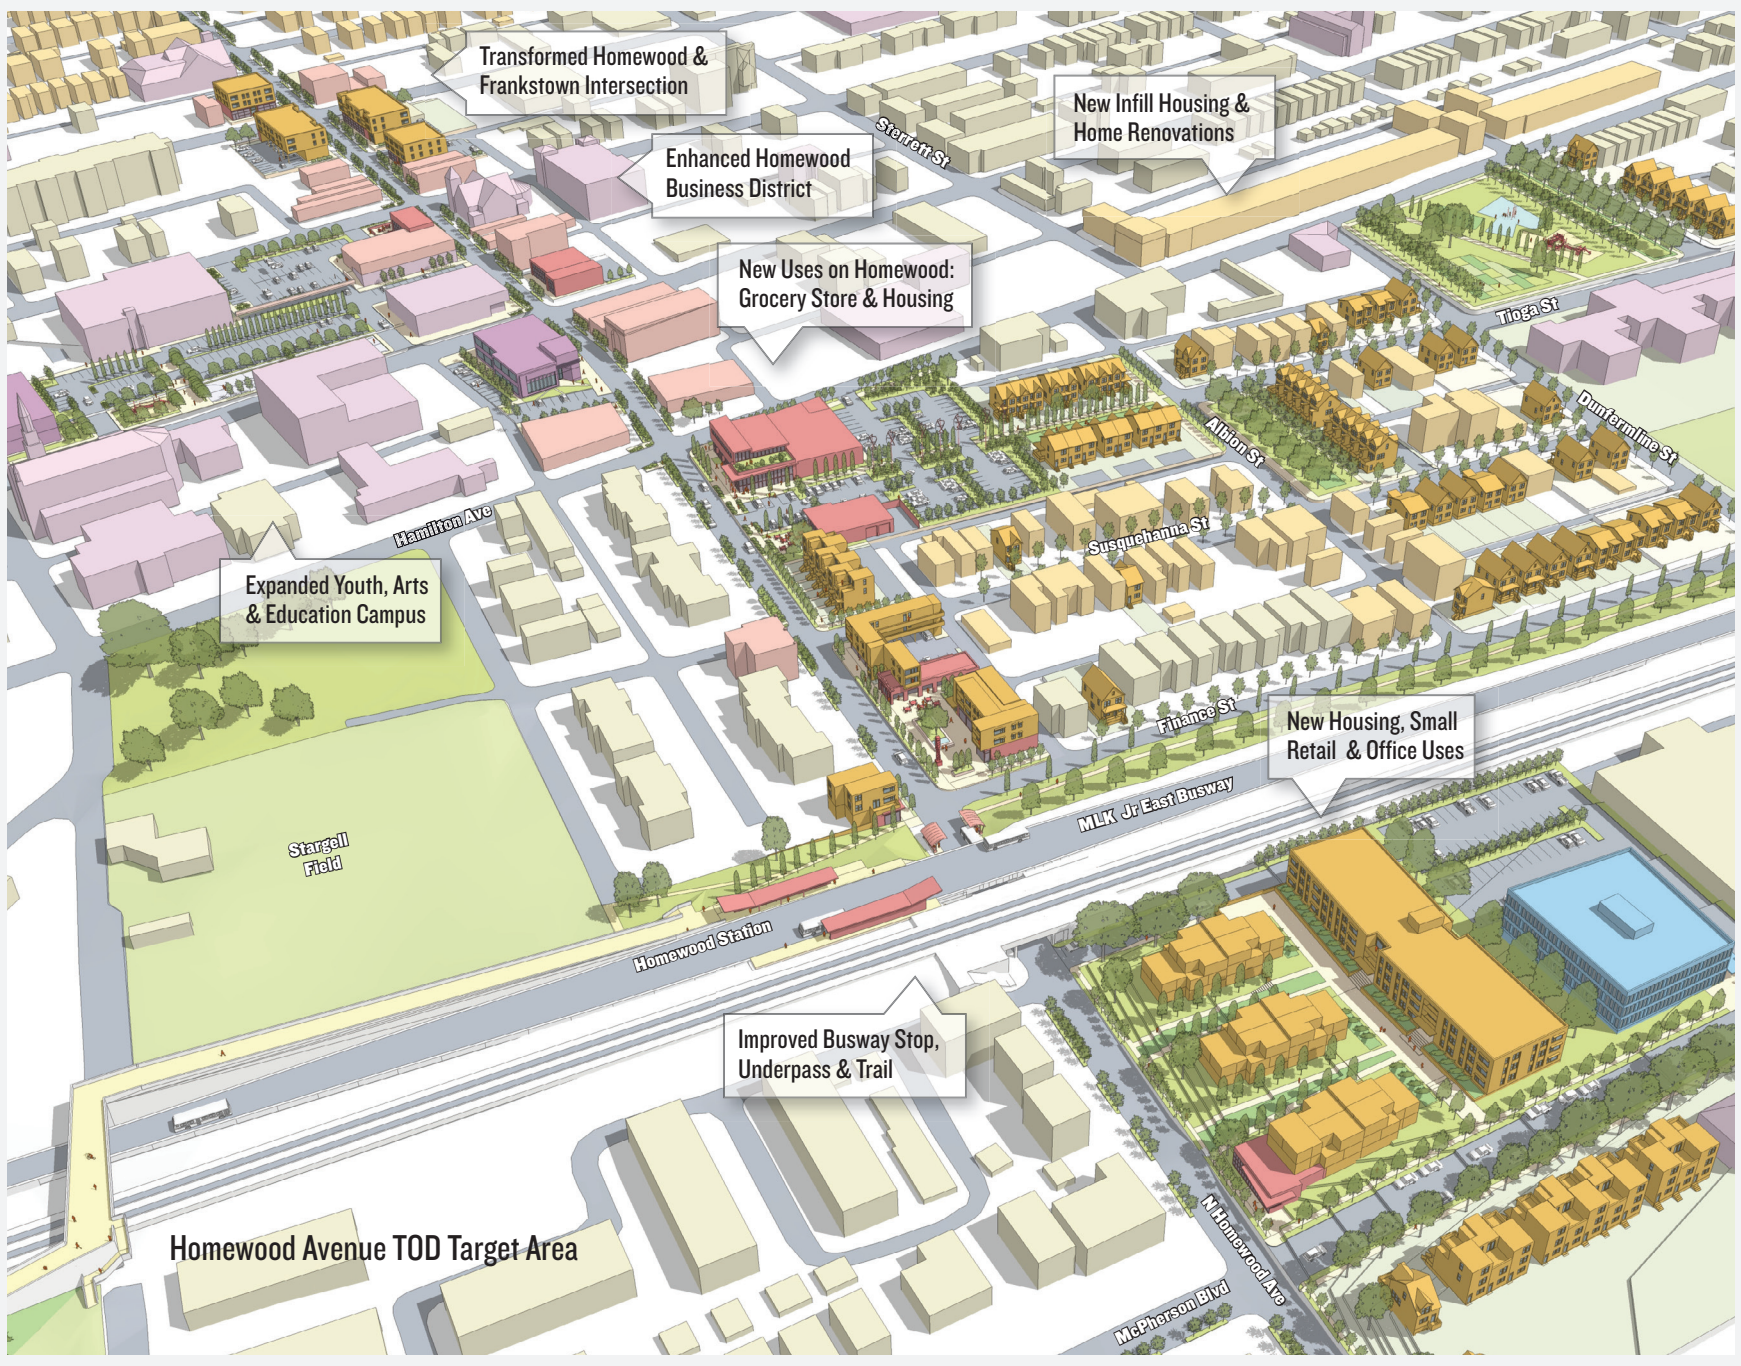 Transformed Homewood &
Frankstown Intersection
New Infill Housing &
Home Renovations
Sterrett St
Enhanced Homewood
Business District
New Uses on Homewood:
Grocery Store & Housing
Tioga St
Dunfermline St
Albion St
Hamilton Ave
Susquehanna St
Expanded Youth, Arts
& Education Campus
Finance St
New Housing, Small
Retail & Office Uses
MLK Jr East Busway
Stargell
Field
Homewood Station
Improved Busway Stop,
Underpass & Trail
Homewood Avenue TOD Target Area
N Homewood Ave
McPherson Blvd